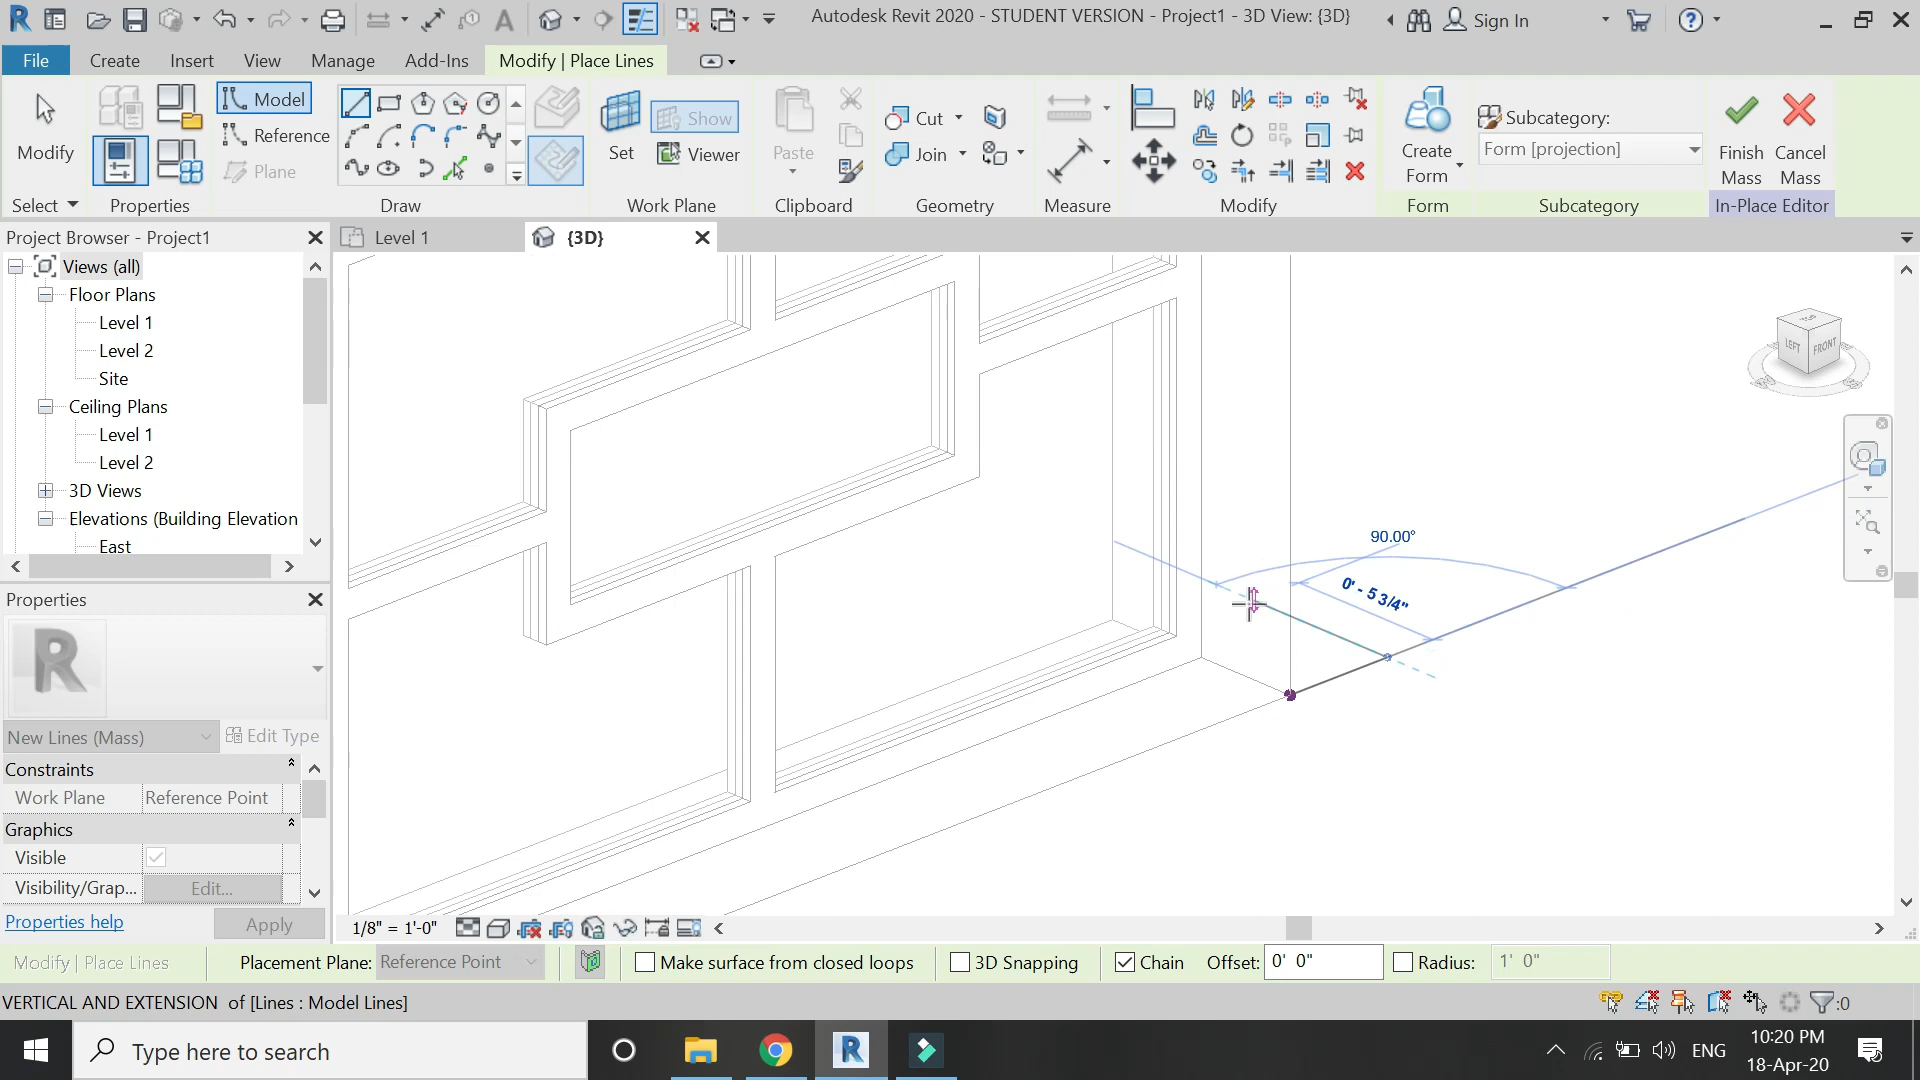 Autodesk Revit 2020 - STUDENT VERSION - Project1 - 3D View: {3D}
Sign In
File
Create
Insert
View
Manage
Add-Ins
Modify | Place Lines
Modify
Model
Reference
Plane
Set
Show
Viewer
Paste
Cut
Join
Create
Form
Subcategory:
Form [projection]
Finish
Mass
Cancel
Mass
Select
Properties
Draw
Work Plane
Clipboard
Geometry
Measure
Modify
Form
Subcategory
In-Place Editor
Project Browser - Project1
Level 1
{3D}
Views (all)
Floor Plans
Level 1
Level 2
Site
Ceiling Plans
Level 1
Level 2
3D Views
Elevations (Building Elevation
East
TOP
LEFT
FRONT
90.00°
0' - 5 3/4"
Properties
New Lines (Mass)
Edit Type
Constraints
Work Plane
Reference Point
Graphics
Visible
Visibility/Grap...
Edit...
Properties help
Apply
1/8" = 1'-0"
Modify | Place Lines
Placement Plane:
Reference Point
Make surface from closed loops
3D Snapping
Chain
Offset:
0' 0"
Radius:
1' 0"
VERTICAL AND EXTENSION of [Lines : Model Lines]
:0
Type here to search
ENG
10:20 PM
18-Apr-20